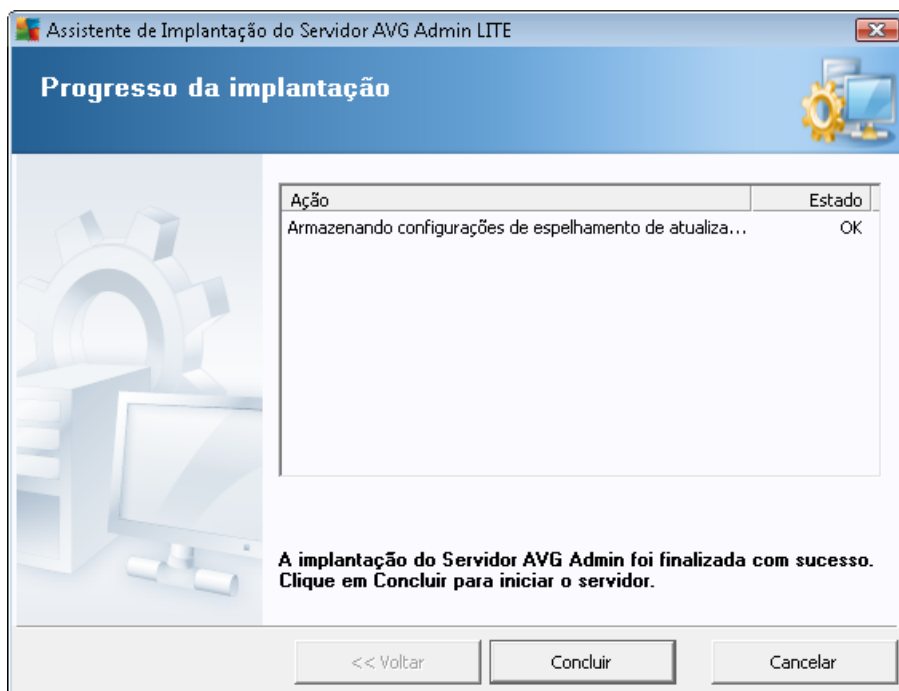 Assistente de Implantação do Servidor AVG Admin LITE
Progresso da implantação
Ação Estado
Armazenando configurações de espelhamento de atualiza... OK
A implantação do Servidor AVG Admin foi finalizada com sucesso.
Clique em Concluir para iniciar o servidor.
<< Voltar Concluir Cancelar